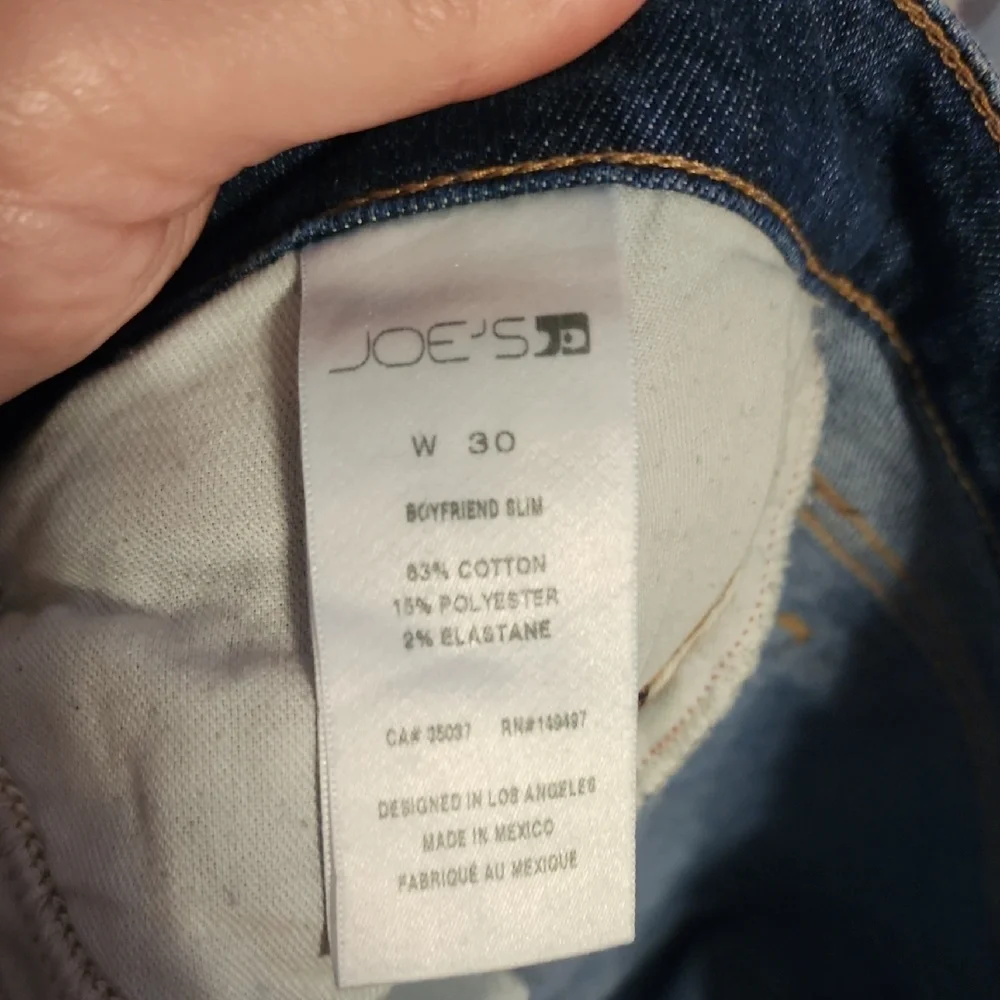 JOE'S
W 30
BOYFRIEND SLIM
83% COTTON
15% POLYESTER
2% ELASTANE
CA# 35037 RN#149497
DESIGNED IN LOS ANGELES
MADE IN MEXICO
FABRIQUÉ AU MEXIQUE